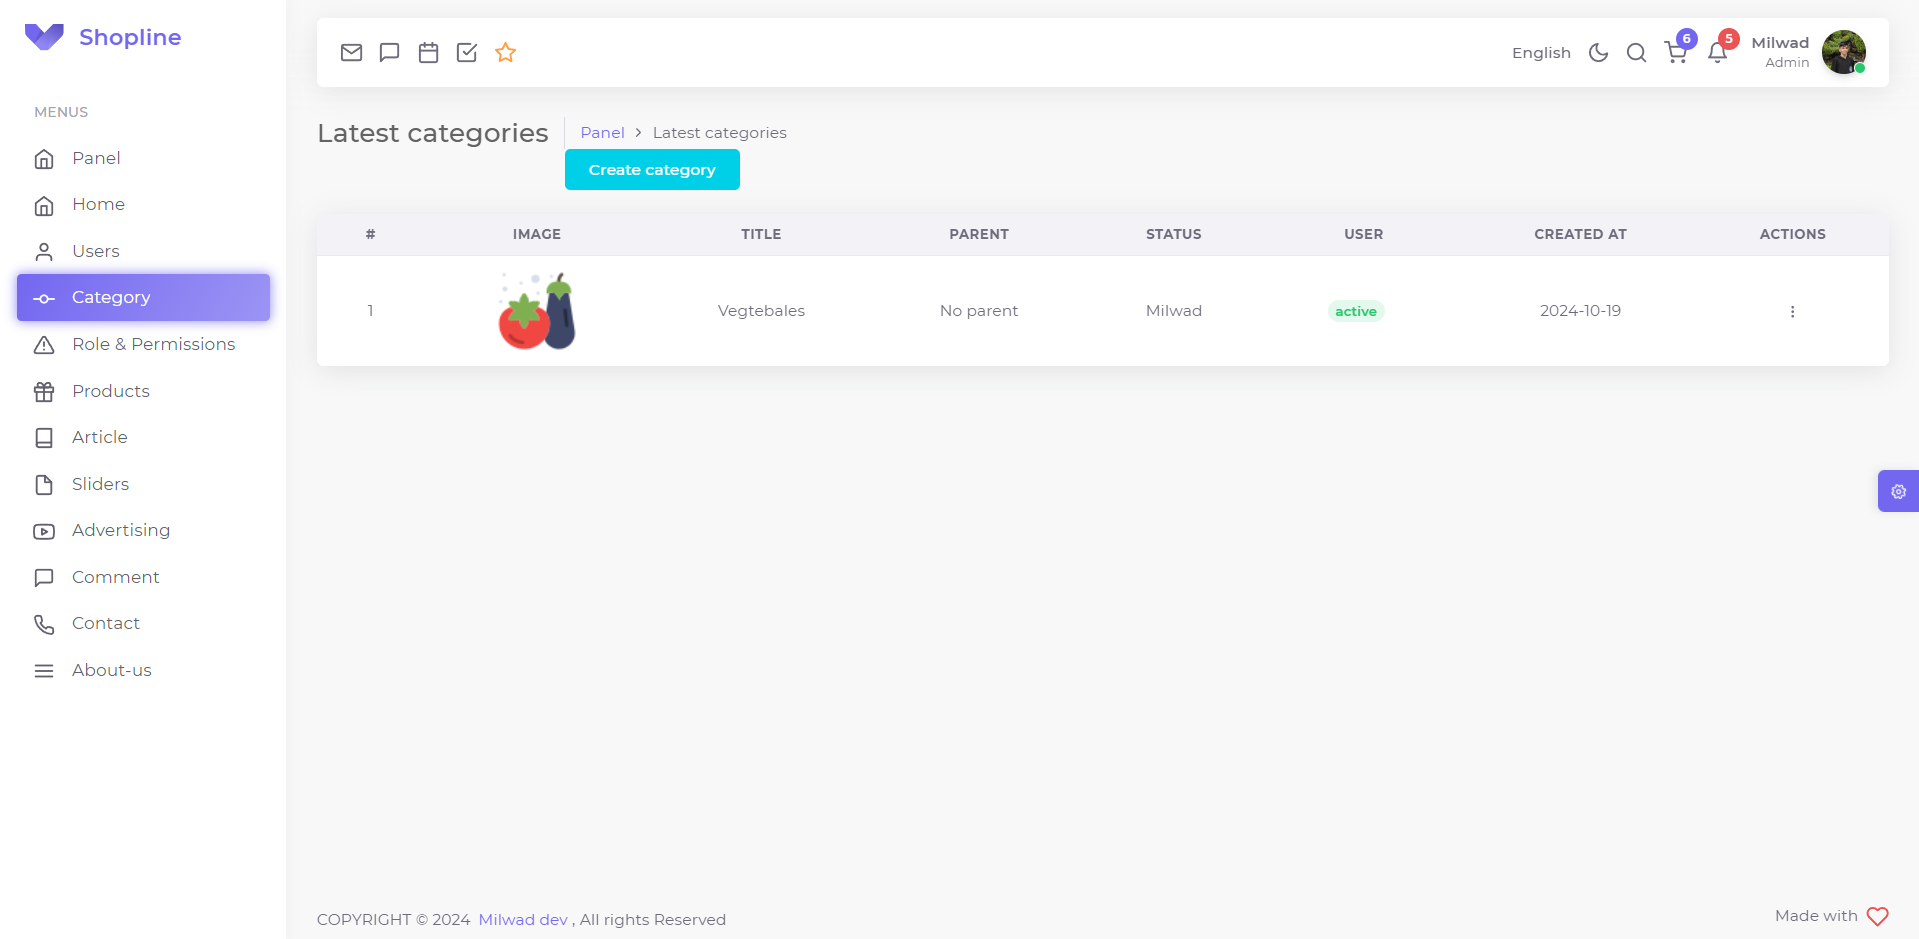 Shopline
English
6
5
Milwad
Admin
MENUS
Panel
Home
Users
Category
Role & Permissions
Products
Article
Sliders
Advertising
Comment
Contact
About-us
Latest categories
Panel > Latest categories
Create category
# IMAGE TITLE PARENT STATUS USER CREATED AT ACTIONS
1 Vegtebales No parent Milwad active 2024-10-19
COPYRIGHT © 2024 Milwad dev , All rights Reserved
Made with